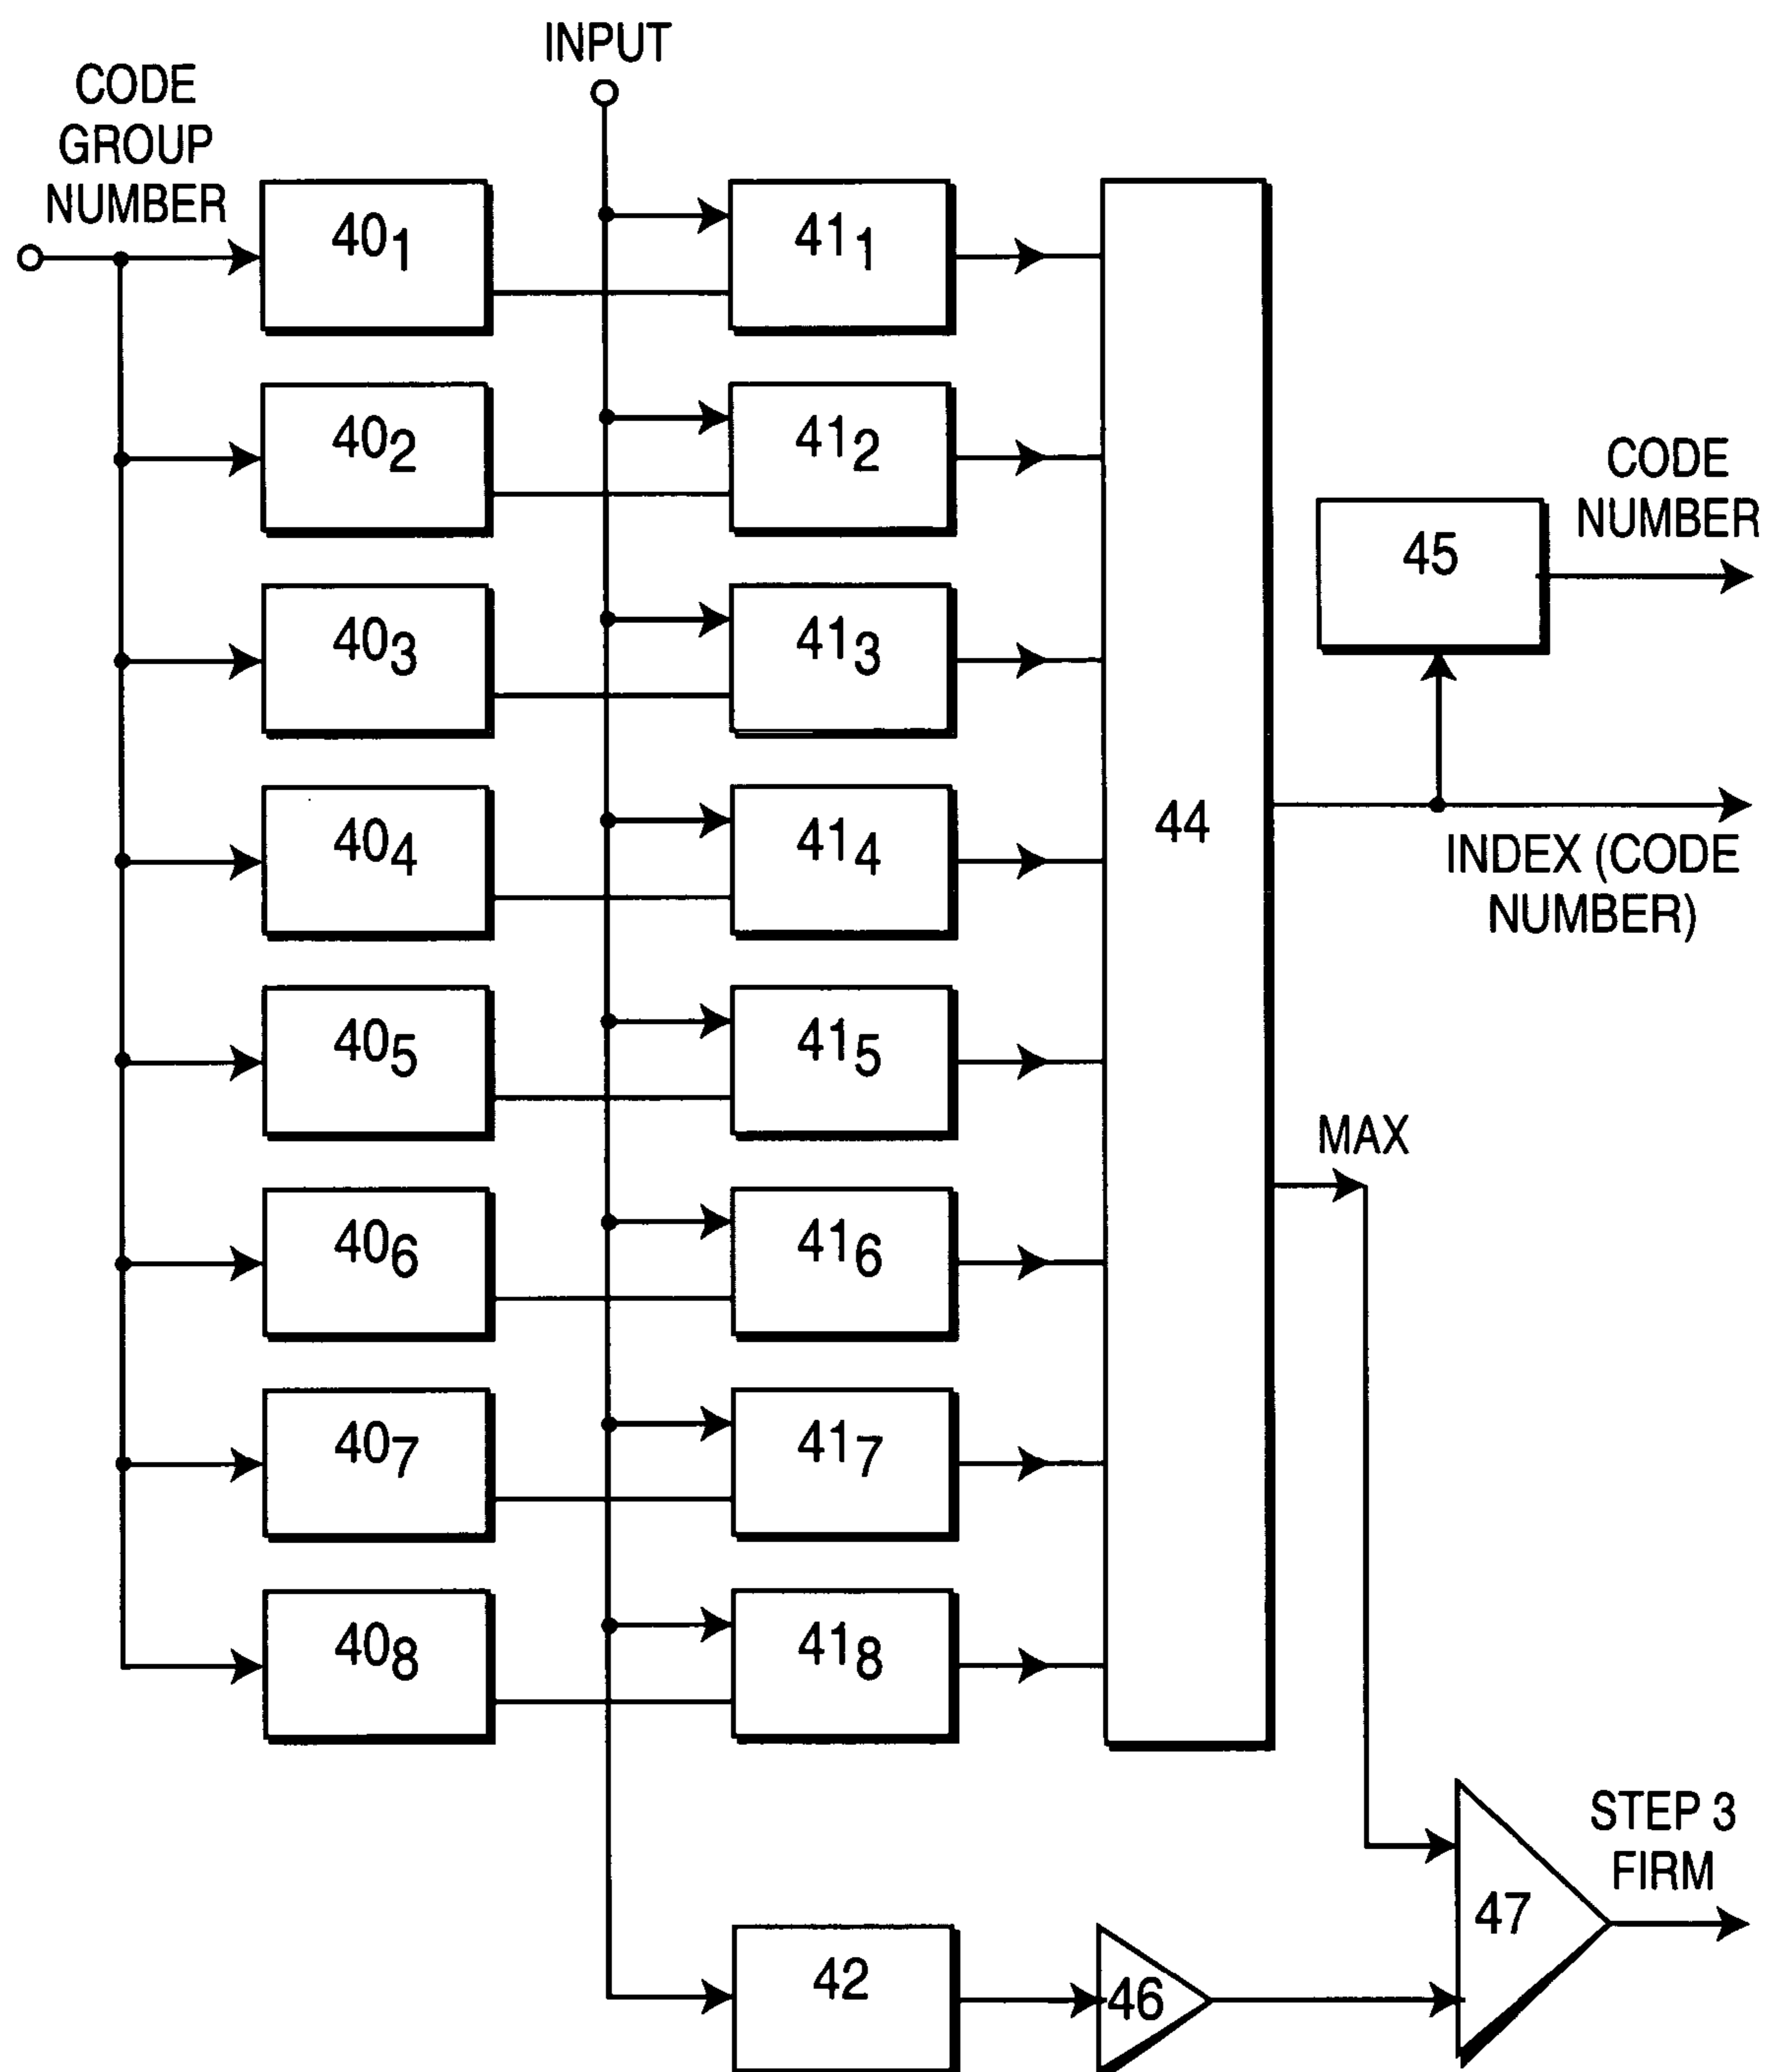 INPUT
CODE
GROUP
NUMBER
401
411
402
412
CODE
NUMBER
45
403
413
404
414
44
INDEX (CODE
NUMBER)
405
415
MAX
406
416
407
417
408
418
STEP 3
FIRM
47
42
46